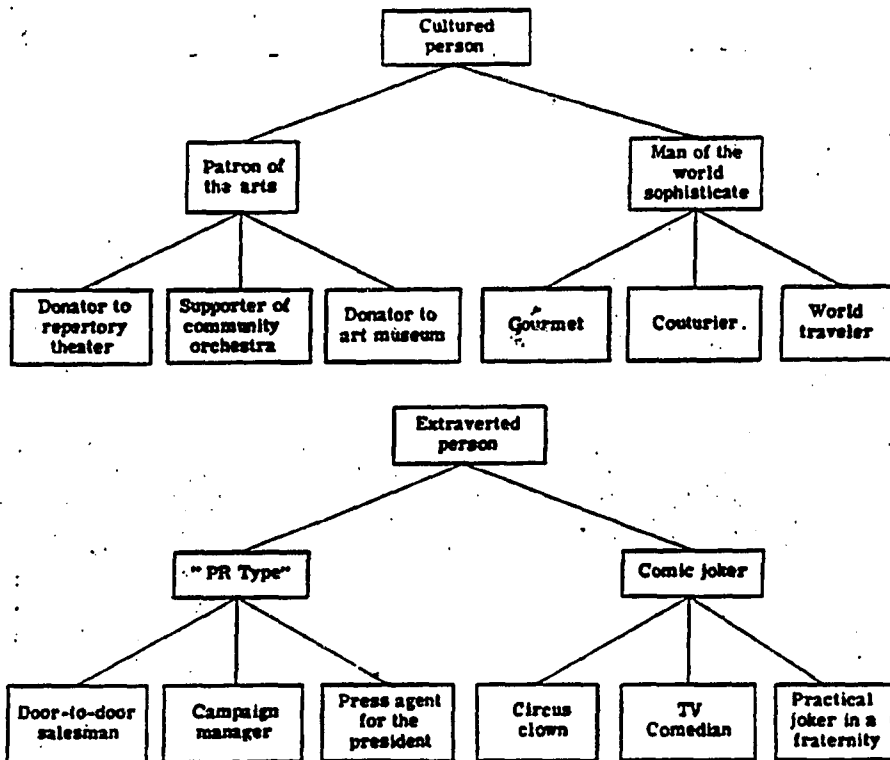 Cultured
person
Patron of
the arts
Man of the
world
sophisticate
Donator to
repertory
theater
Supporter of
community
orchestra
Donator to
art museum
Gourmet
Couturier.
World
traveler
Extraverted
person
"PR Type"
Comic joker
Door-to-door
salesman
Campaign
manager
Press agent
for the
president
Circus
clown
TV
Comedian
Practical
joker in a
fraternity